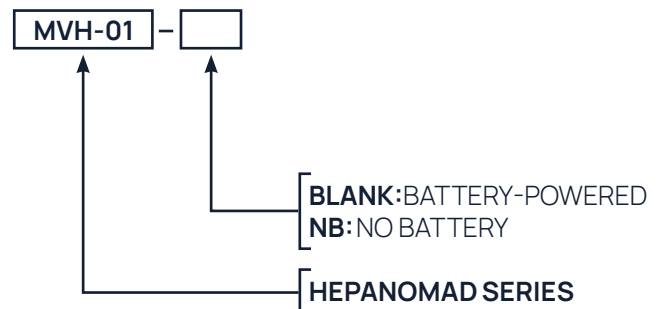 MVH-01 –
BLANK: BATTERY-POWERED
NB: NO BATTERY
HEPANOMAD SERIES